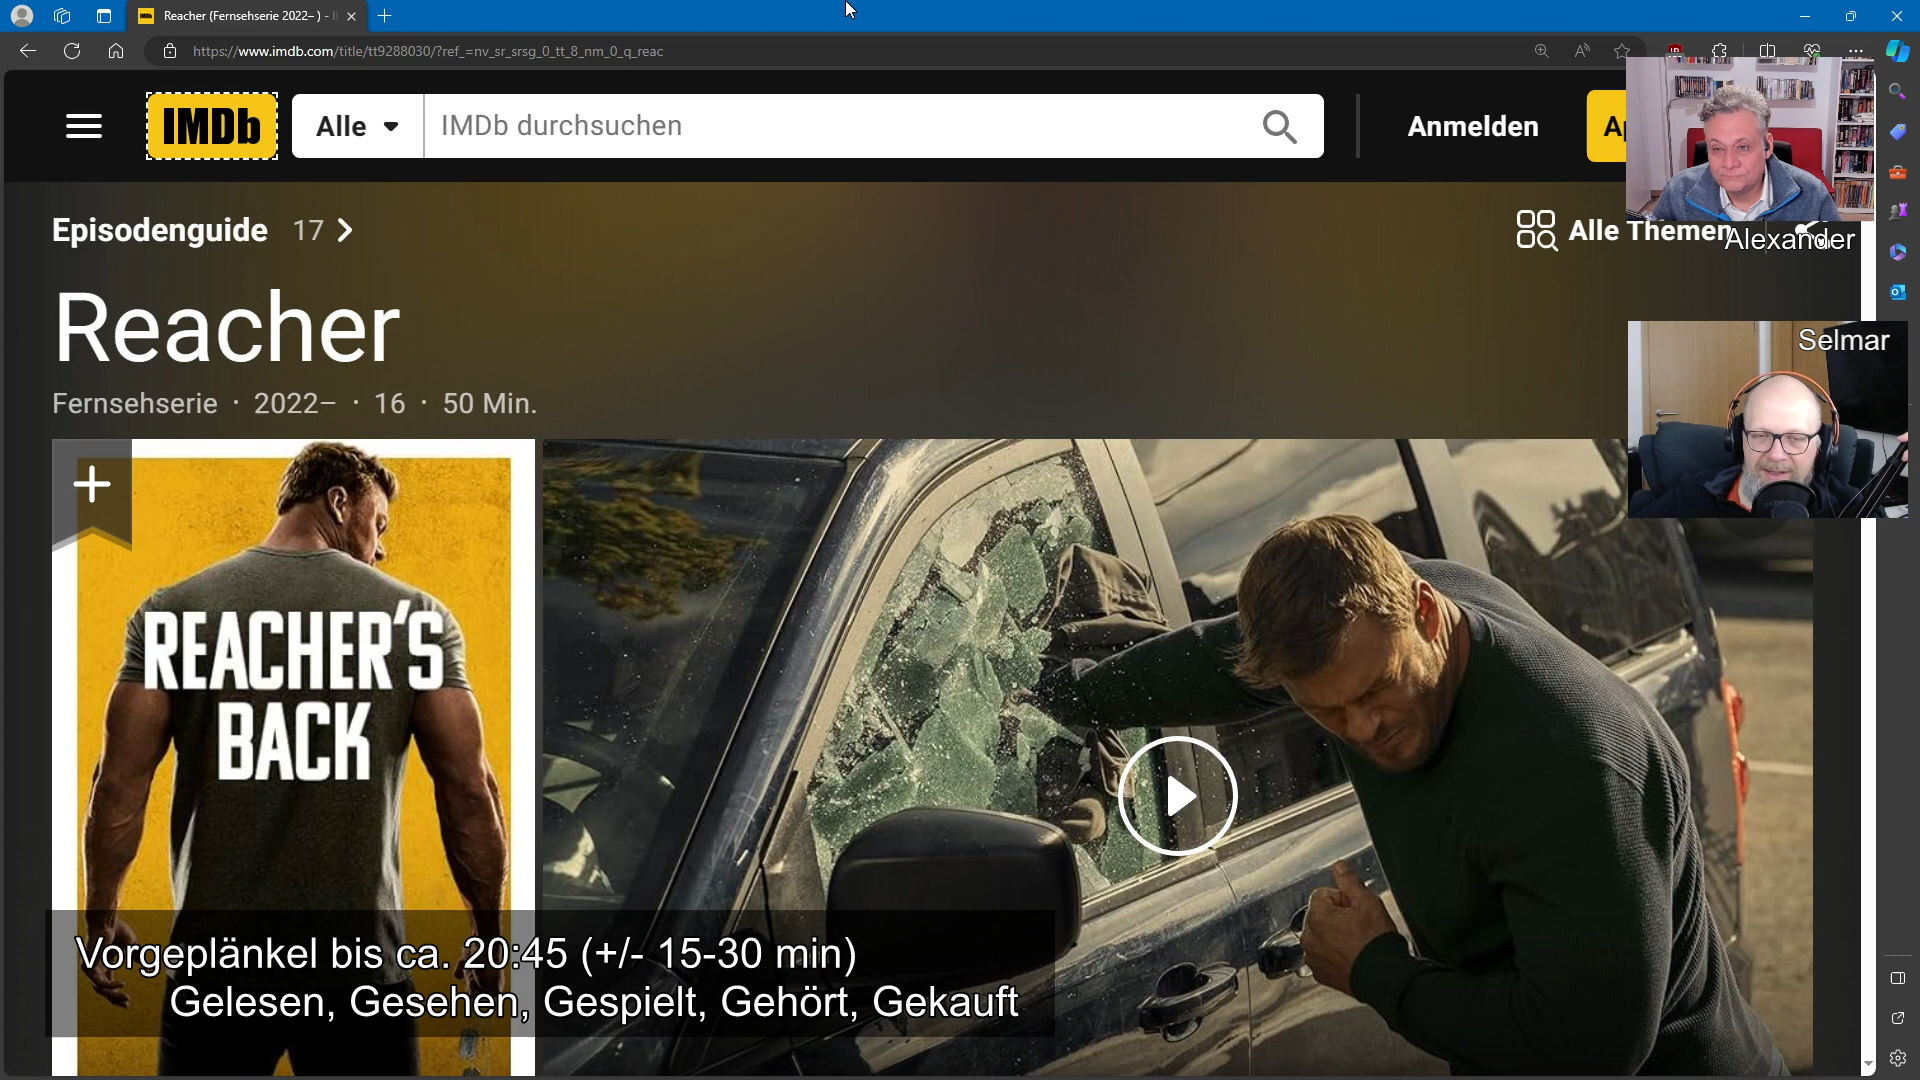 Reacher (Fernsehserie 2022– ) - I
https://www.imdb.com/title/tt9288030/?ref_=nv_sr_srsg_0_tt_8_nm_0_q_reac
IMDb
Alle
IMDb durchsuchen
Anmelden
Episodenguide 17
Alle Themen
Alexander
Reacher
Fernsehserie · 2022– · 16 · 50 Min.
Selmar
REACHER'S
BACK
Vorgeplänkel bis ca. 20:45 (+/- 15-30 min)
Gelesen, Gesehen, Gespielt, Gehört, Gekauft